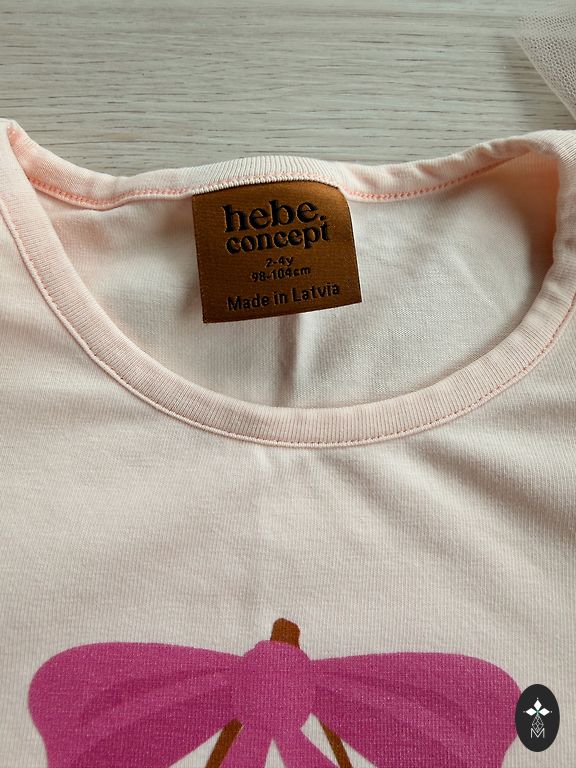 hebe.
concept
2-4y
98-104cm
Made in Latvia